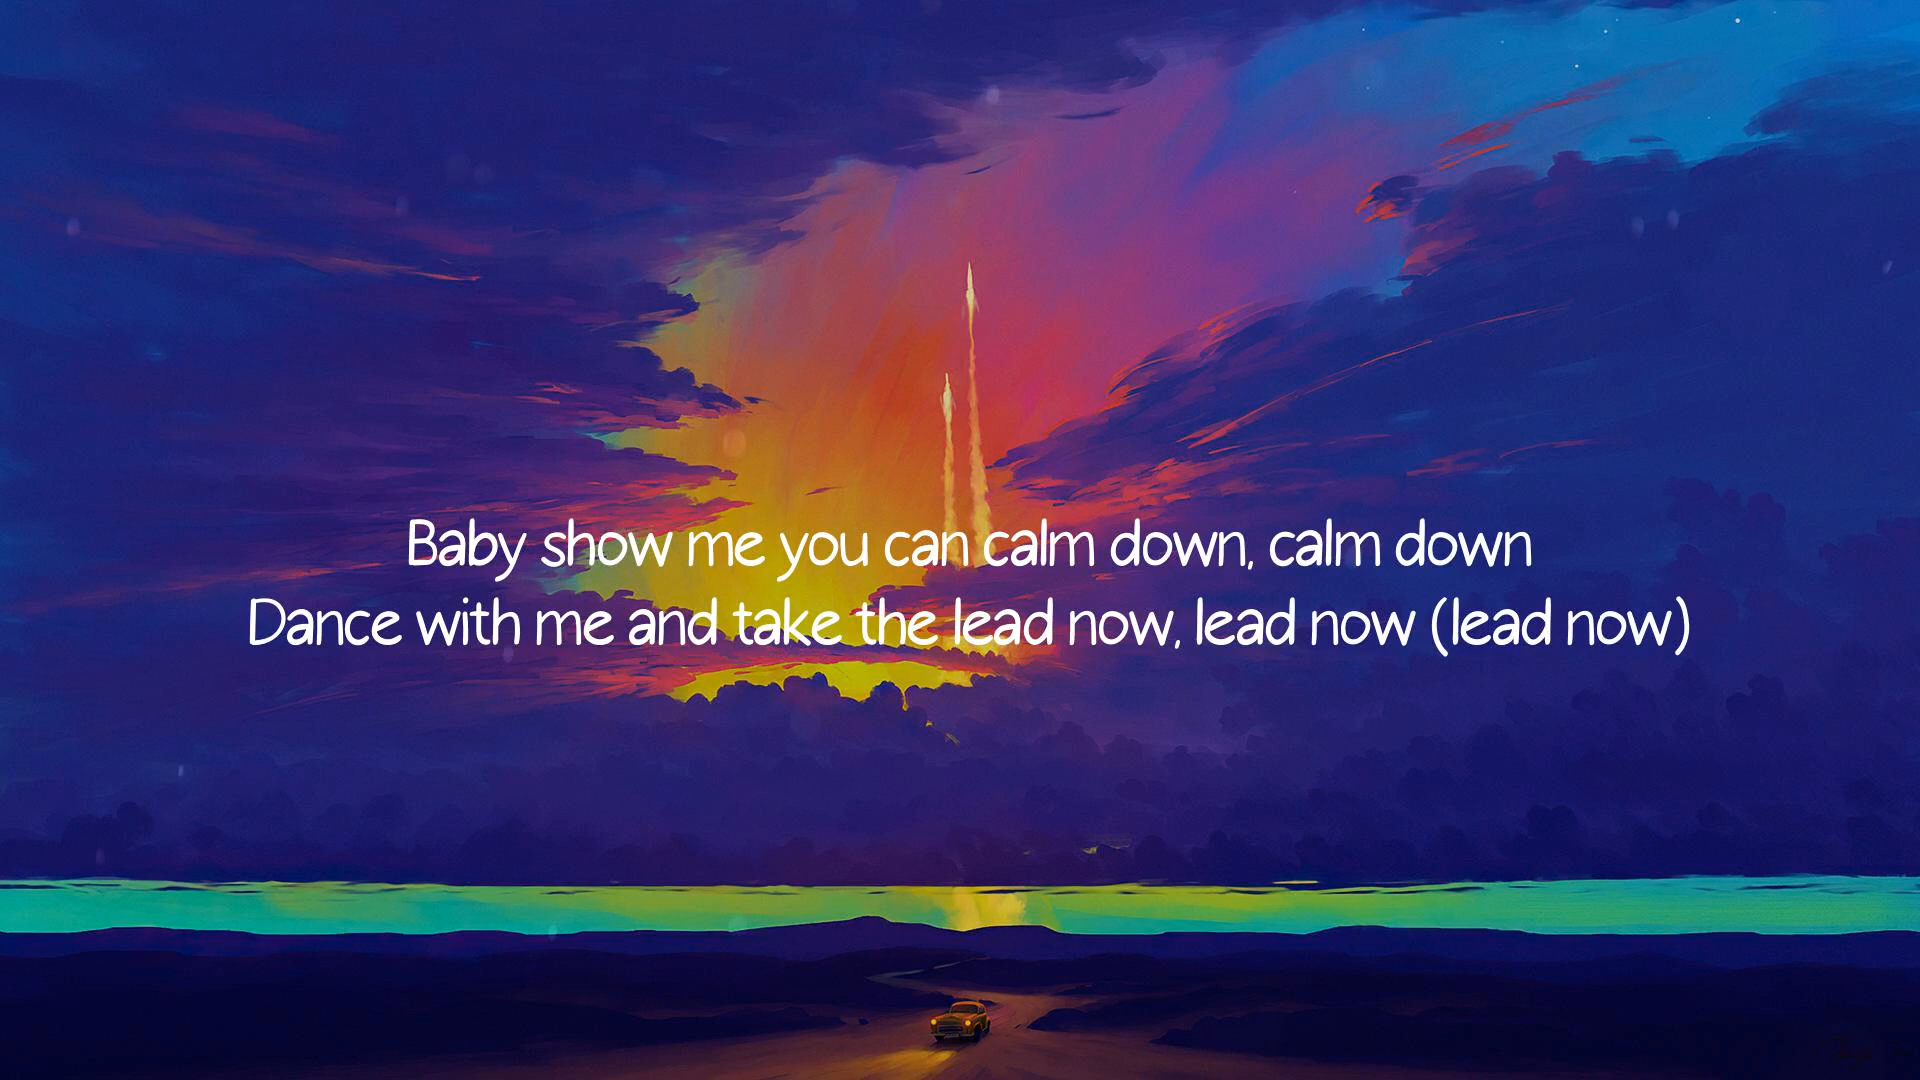 Baby show me you can calm down, calm down
Dance with me and take the lead now, lead now (lead now)